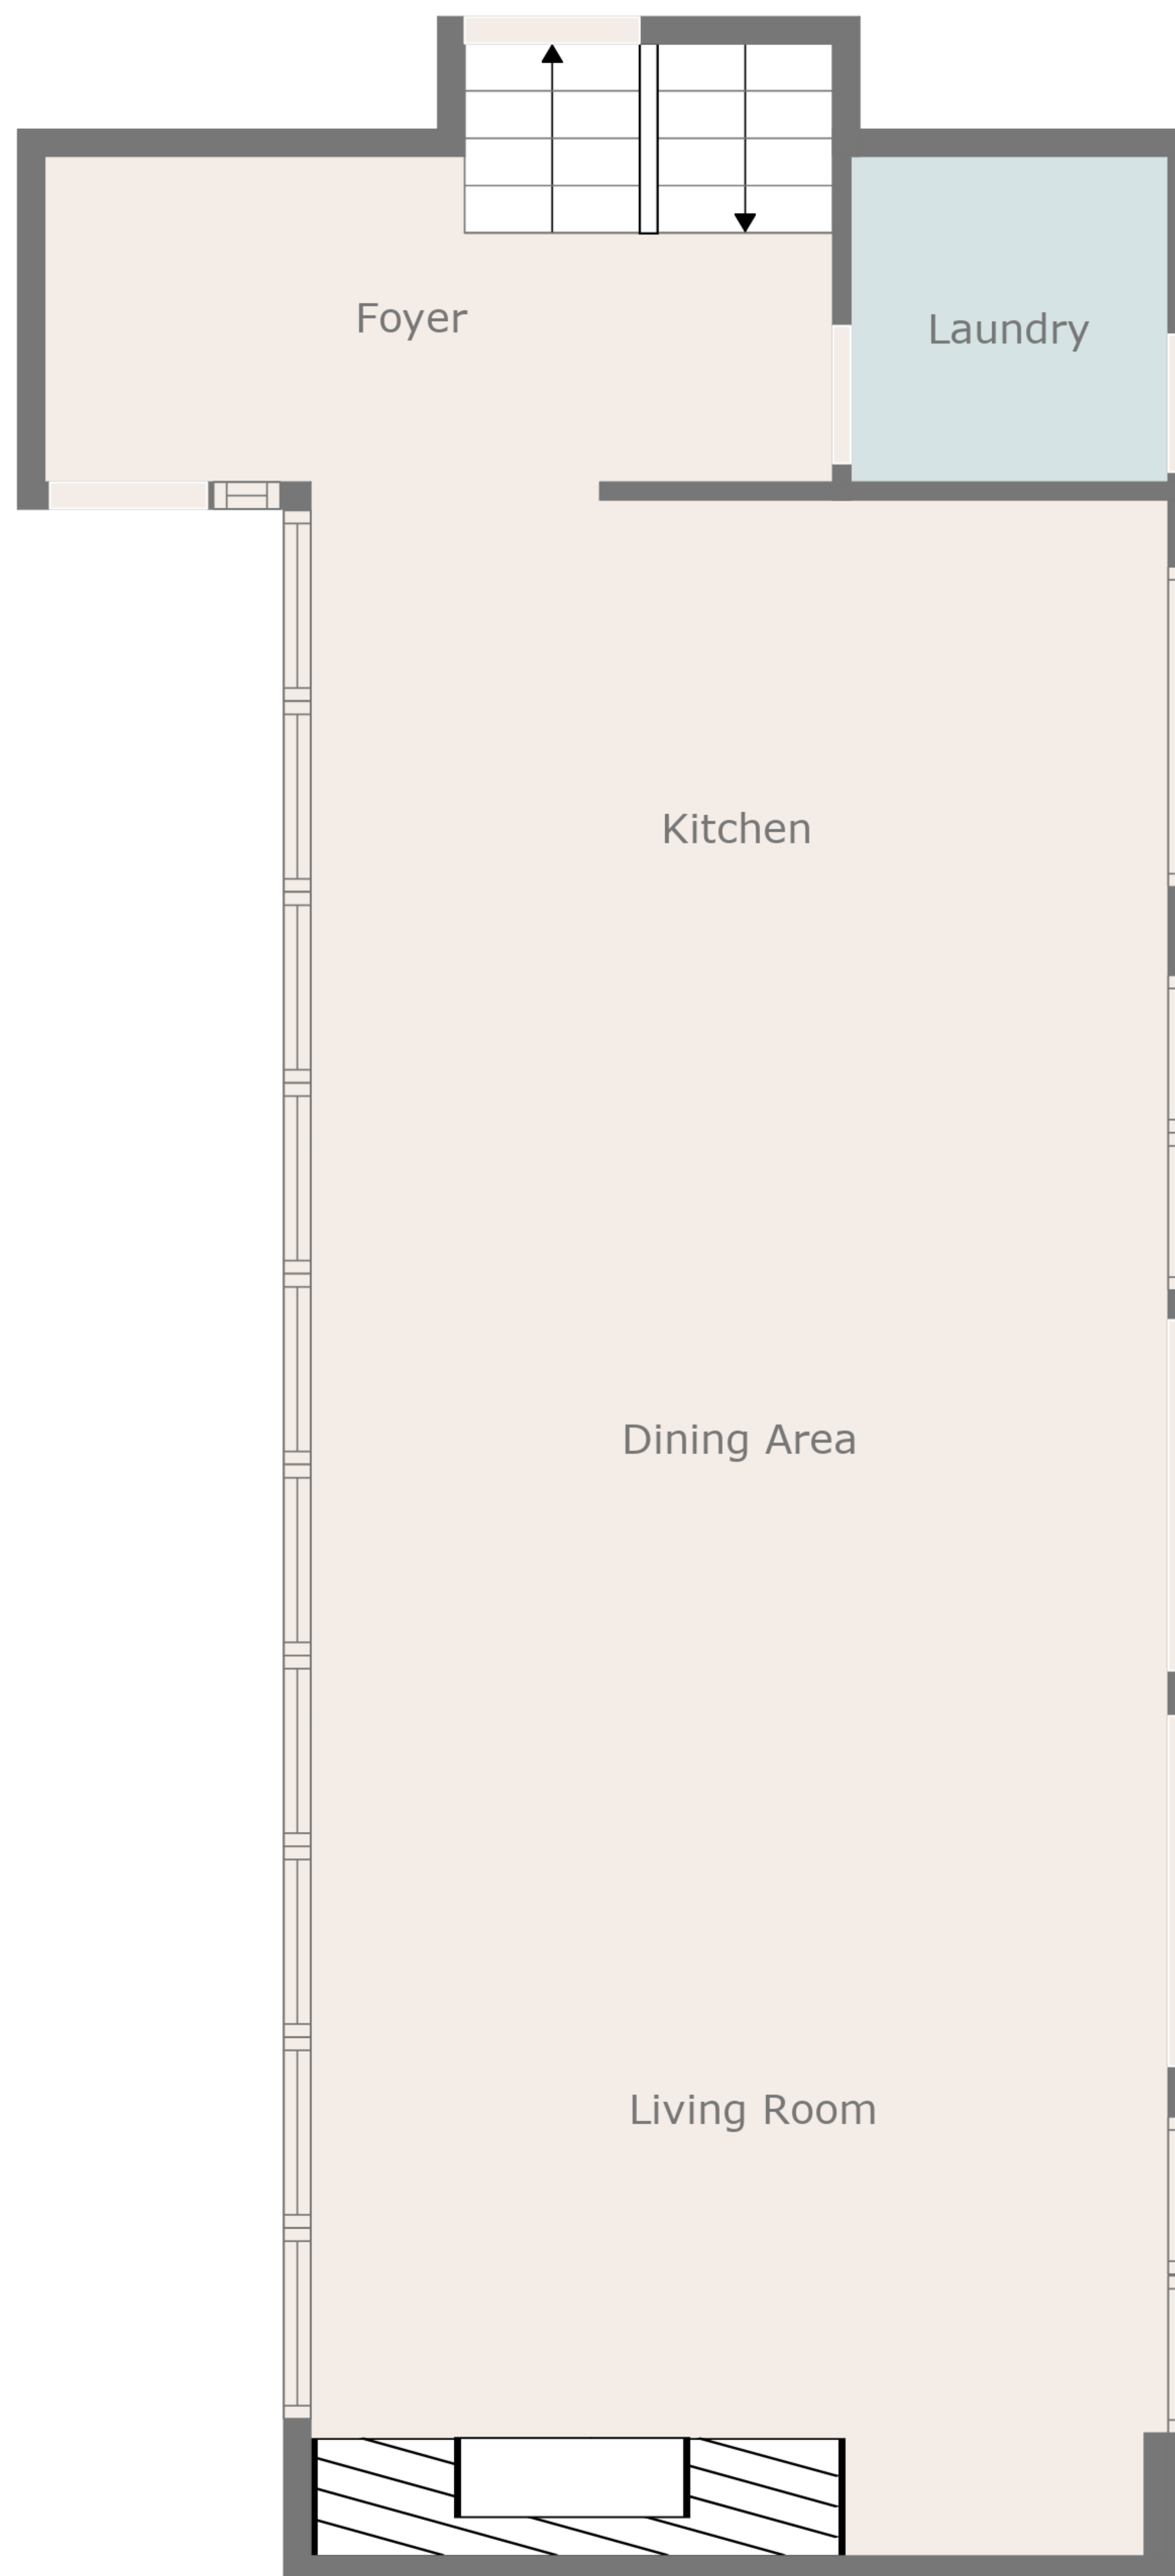 Foyer
Laundry
Kitchen
Dining Area
Living Room